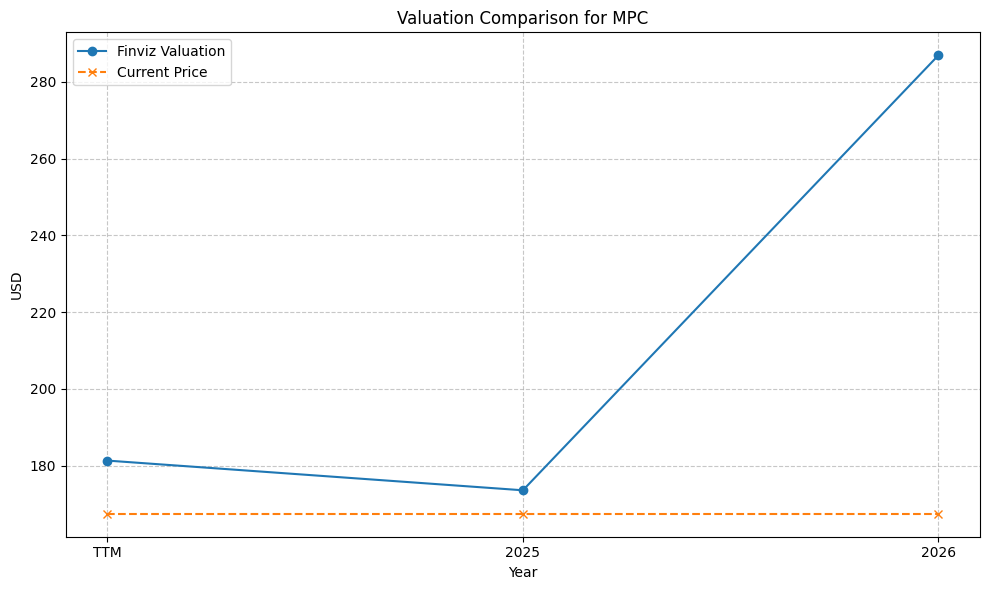 Valuation Comparison for MPC
Finviz Valuation
Current Price
280
260
240
220
200
180
USD
TTM
2025
2026
Year